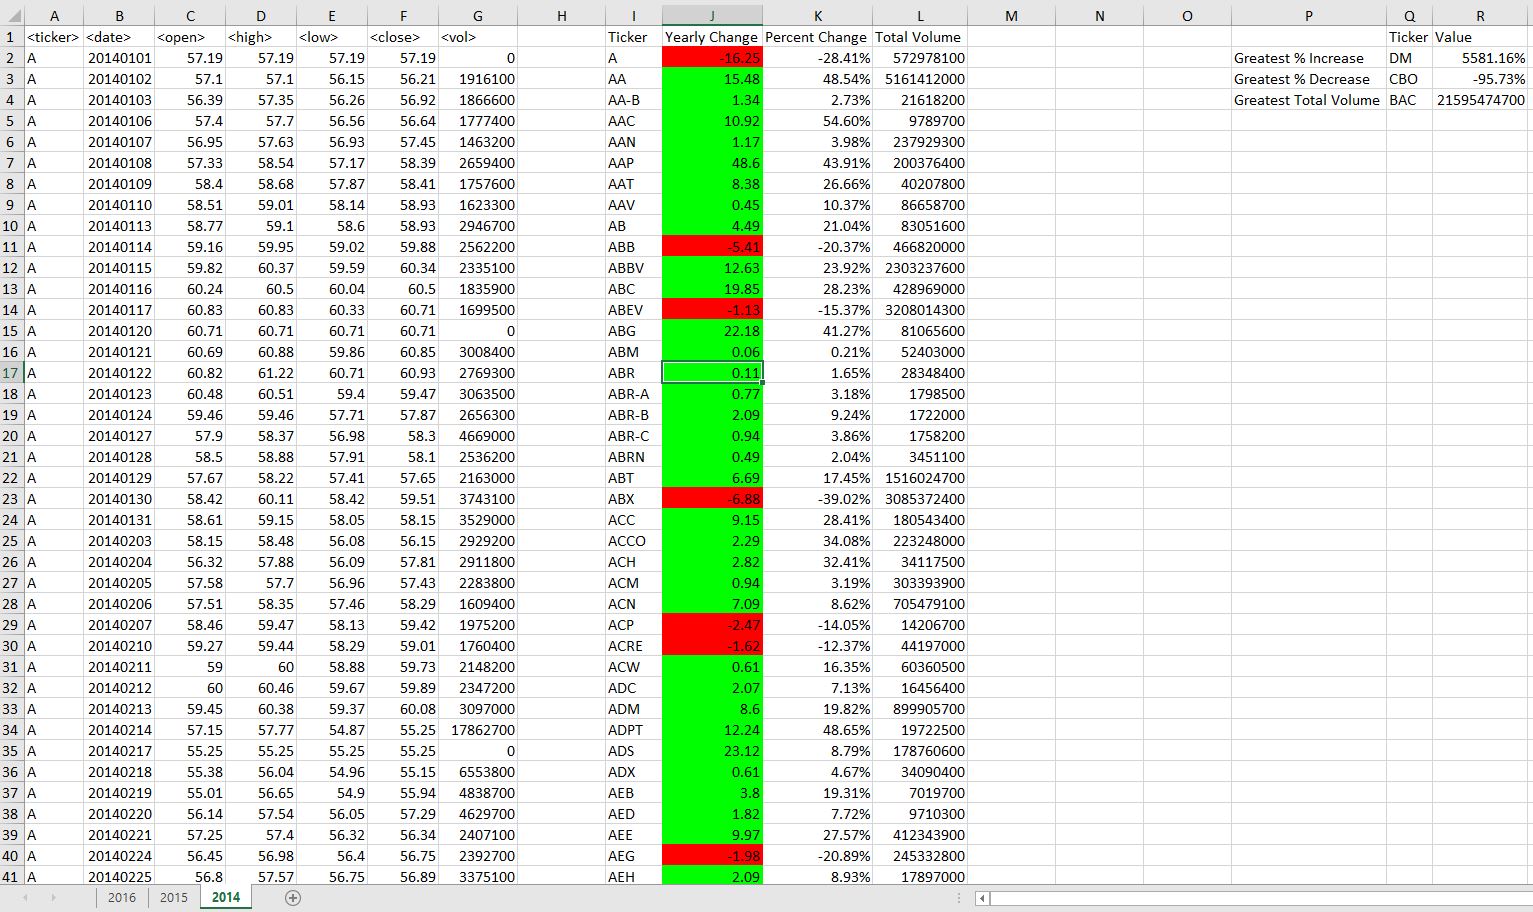 A B C D E F G H I J K L M N O P Q R
1 <ticker> <date> <open> <high> <low> <close> <vol> Ticker Yearly Change Percent Change Total Volume Ticker Value
2 A 20140101 57.19 57.19 57.19 57.19 0 A -16.25 -28.41% 572978100 Greatest % Increase DM 5581.16%
3 A 20140102 57.1 57.1 56.15 56.21 1916100 AA 15.48 48.54% 5161412000 Greatest % Decrease CBO -95.73%
4 A 20140103 56.39 57.35 56.26 56.92 1866600 AA-B 1.34 2.73% 21618200 Greatest Total Volume BAC 21595474700
5 A 20140106 57.4 57.7 56.56 56.64 1777400 AAC 10.92 54.60% 9789700
6 A 20140107 56.95 57.63 56.93 57.45 1463200 AAN 1.17 3.98% 237929300
7 A 20140108 57.33 58.54 57.17 58.39 2659400 AAP 48.6 43.91% 200376400
8 A 20140109 58.4 58.68 57.87 58.41 1757600 AAT 8.38 26.66% 40207800
9 A 20140110 58.51 59.01 58.14 58.93 1623300 AAV 0.45 10.37% 86658700
10 A 20140113 58.77 59.1 58.6 58.93 2946700 AB 4.49 21.04% 83051600
11 A 20140114 59.16 59.95 59.02 59.88 2562200 ABB -5.41 -20.37% 466820000
12 A 20140115 59.82 60.37 59.59 60.34 2335100 ABBV 12.63 23.92% 2303237600
13 A 20140116 60.24 60.5 60.04 60.5 1835900 ABC 19.85 28.23% 428969000
14 A 20140117 60.83 60.83 60.33 60.71 1699500 ABEV -1.13 -15.37% 3208014300
15 A 20140120 60.71 60.71 60.71 60.71 0 ABG 22.18 41.27% 81065600
16 A 20140121 60.69 60.88 59.86 60.85 3008400 ABM 0.06 0.21% 52403000
17 A 20140122 60.82 61.22 60.71 60.93 2769300 ABR 0.11 1.65% 28348400
18 A 20140123 60.48 60.51 59.4 59.47 3063500 ABR-A 0.77 3.18% 1798500
19 A 20140124 59.46 59.46 57.71 57.87 2656300 ABR-B 2.09 9.24% 1722000
20 A 20140127 57.9 58.37 56.98 58.3 4669000 ABR-C 0.94 3.86% 1758200
21 A 20140128 58.5 58.88 57.91 58.1 2536200 ABRN 0.49 2.04% 3451100
22 A 20140129 57.67 58.22 57.41 57.65 2163000 ABT 6.69 17.45% 1516024700
23 A 20140130 58.42 60.11 58.42 59.51 3743100 ABX -6.88 -39.02% 3085372400
24 A 20140131 58.61 59.15 58.05 58.15 3529000 ACC 9.15 28.41% 180543400
25 A 20140203 58.15 58.48 56.08 56.15 2929200 ACCO 2.29 34.08% 223248000
26 A 20140204 56.32 57.88 56.09 57.81 2911800 ACH 2.82 32.41% 34117500
27 A 20140205 57.58 57.7 56.96 57.43 2283800 ACM 0.94 3.19% 303393900
28 A 20140206 57.51 58.35 57.46 58.29 1609400 ACN 7.09 8.62% 705479100
29 A 20140207 58.46 59.47 58.13 59.42 1975200 ACP -2.47 -14.05% 14206700
30 A 20140210 59.27 59.44 58.29 59.01 1760400 ACRE -1.62 -12.37% 44197000
31 A 20140211 59 60 58.88 59.73 2148200 ACW 0.61 16.35% 60360500
32 A 20140212 60 60.46 59.67 59.89 2347200 ADC 2.07 7.13% 16456400
33 A 20140213 59.45 60.38 59.37 60.08 3097000 ADM 8.6 19.82% 899905700
34 A 20140214 57.15 57.77 54.87 55.25 17862700 ADPT 12.24 48.65% 19722500
35 A 20140217 55.25 55.25 55.25 55.25 0 ADS 23.12 8.79% 178760600
36 A 20140218 55.38 56.04 54.96 55.15 6553800 ADX 0.61 4.67% 34090400
37 A 20140219 55.01 56.65 54.9 55.94 4838700 AEB 3.8 19.31% 7019700
38 A 20140220 56.14 57.54 56.05 57.29 4629700 AED 1.82 7.72% 9710300
39 A 20140221 57.25 57.4 56.32 56.34 2407100 AEE 9.97 27.57% 412343900
40 A 20140224 56.45 56.98 56.4 56.75 2392700 AEG -1.98 -20.89% 245332800
41 A 20140225 56.8 57.57 56.75 56.89 3375100 AEH 2.09 8.93% 17897000
2016 2015 2014